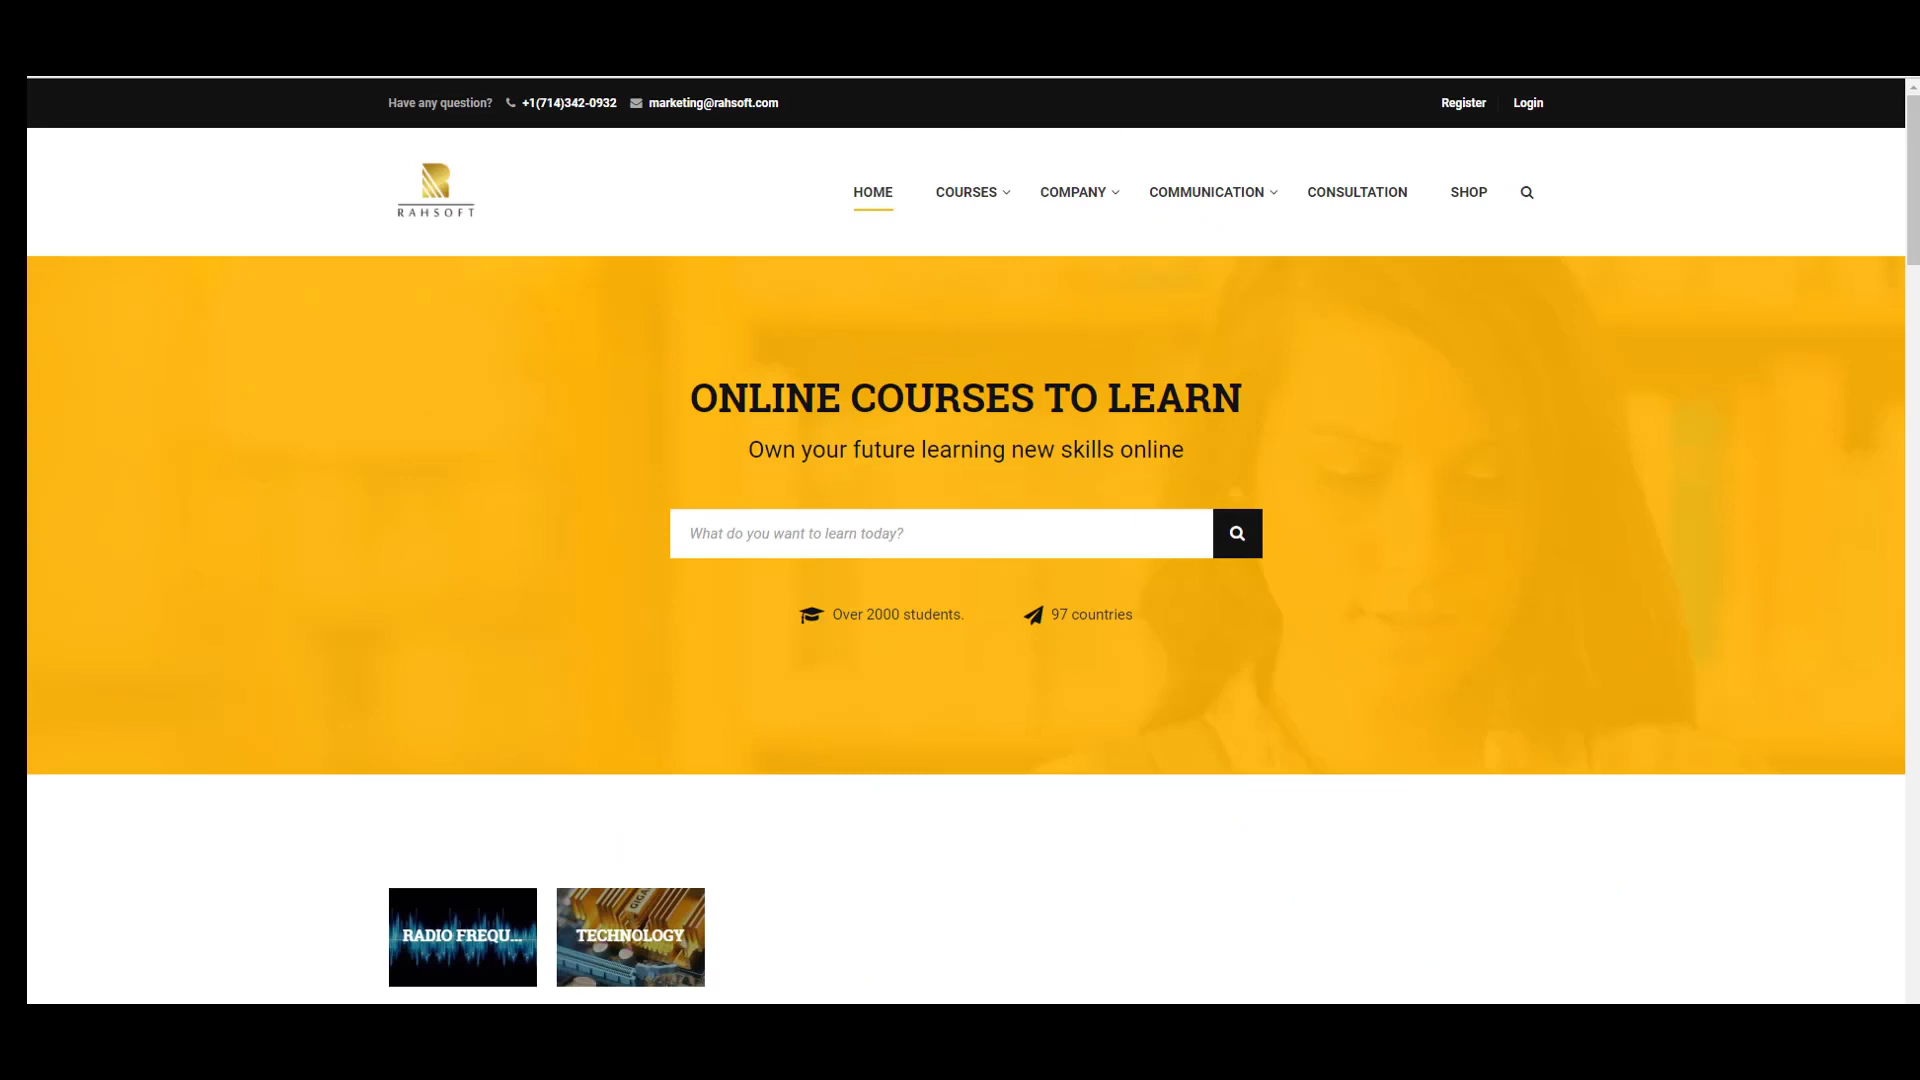 Have any question? +1(714)342-0932 marketing@rahsoft.com Register Login
RAHSOFT
HOME COURSES COMPANY COMMUNICATION CONSULTATION SHOP
ONLINE COURSES TO LEARN
Own your future learning new skills online
What do you want to learn today?
Over 2000 students. 97 countries
RADIO FREQU... TECHNOLOGY